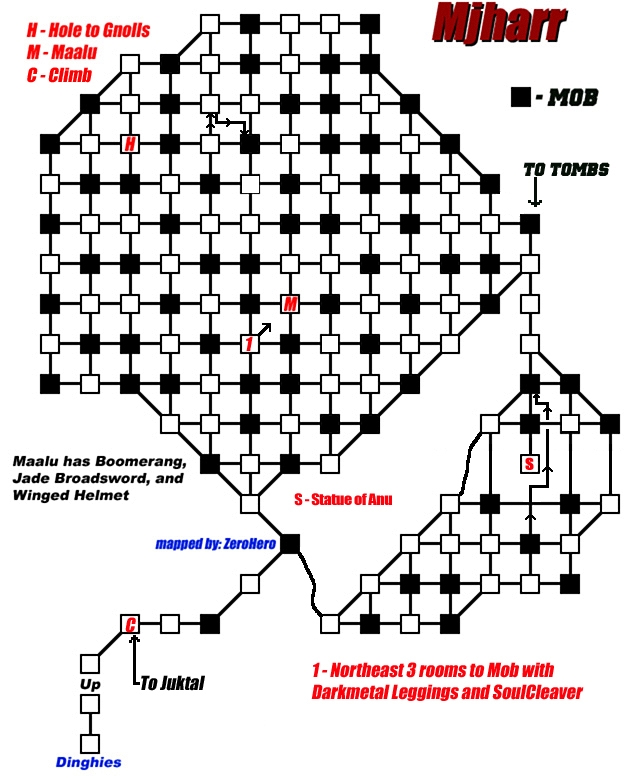 Mjharr
H - Hole to Gnolls
M - Maalu
C - Climb
- MOB
H
TO TOMBS
M
1
Maalu has Boomerang,
Jade Broadsword, and
Winged Helmet
S
S - Statue of Anu
mapped by: ZeroHero
C
To Juktal
1 - Northeast 3 rooms to Mob with
Darkmetal Leggings and SoulCleaver
Up
Dinghies